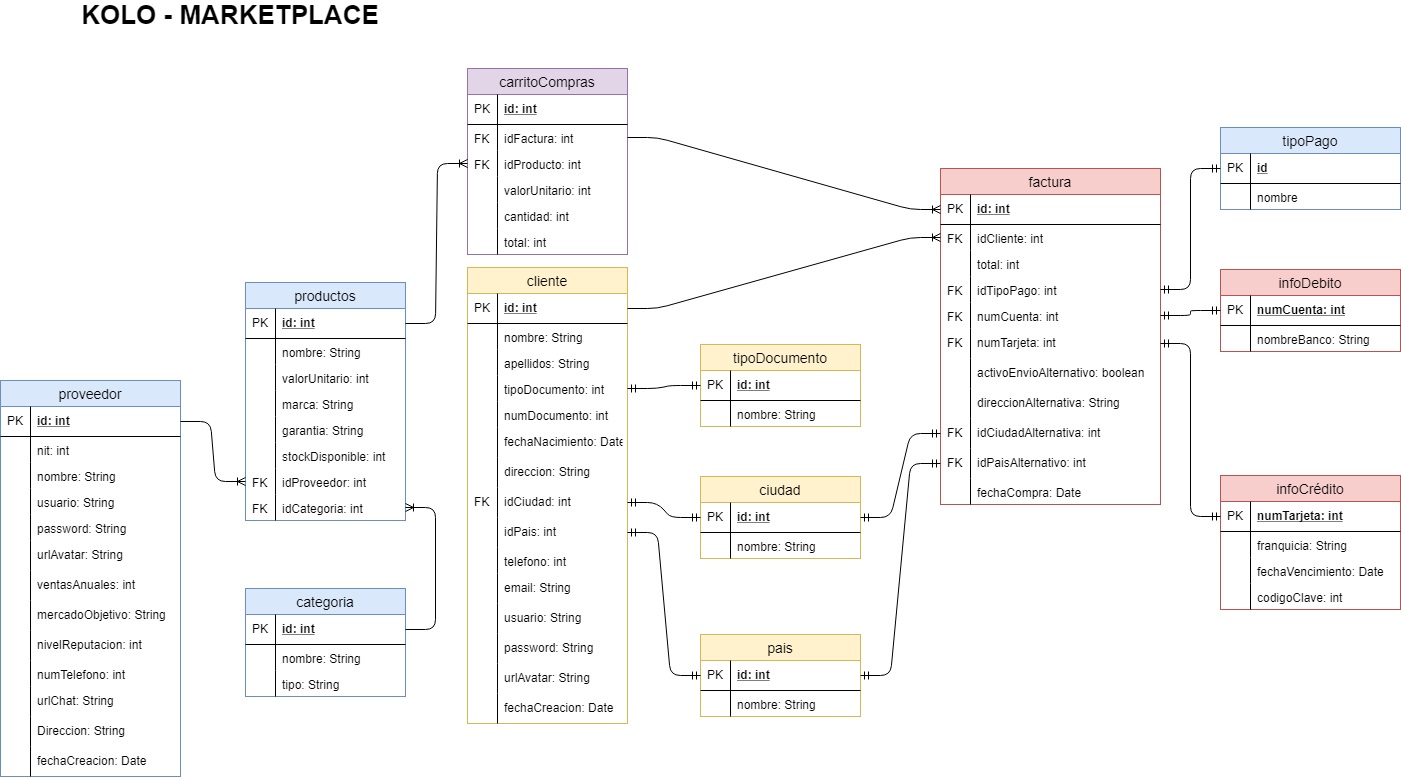 KOLO - MARKETPLACE
carritoCompras
PK id: int
FK idFactura: int
FK idProducto: int
valorUnitario: int
cantidad: int
total: int
cliente
PK id: int
nombre: String
apellidos: String
tipoDocumento: int
numDocumento: int
fechaNacimiento: Date
direccion: String
FK idCiudad: int
idPais: int
telefono: int
email: String
usuario: String
password: String
urlAvatar: String
fechaCreacion: Date
productos
PK id: int
nombre: String
valorUnitario: int
marca: String
garantia: String
stockDisponible: int
FK idProveedor: int
FK idCategoria: int
proveedor
PK id: int
nit: int
nombre: String
usuario: String
password: String
urlAvatar: String
ventasAnuales: int
mercadoObjetivo: String
nivelReputacion: int
numTelefono: int
urlChat: String
Direccion: String
fechaCreacion: Date
categoria
PK id: int
nombre: String
tipo: String
tipoDocumento
PK id: int
nombre: String
ciudad
PK id: int
nombre: String
pais
PK id: int
nombre: String
factura
PK id: int
FK idCliente: int
total: int
FK idTipoPago: int
FK numCuenta: int
FK numTarjeta: int
activoEnvioAlternativo: boolean
direccionAlternativa: String
FK idCiudadAlternativa: int
FK idPaisAlternativo: int
fechaCompra: Date
tipoPago
PK id
nombre
infoDebito
PK numCuenta: int
nombreBanco: String
infoCrédito
PK numTarjeta: int
franquicia: String
fechaVencimiento: Date
codigoClave: int